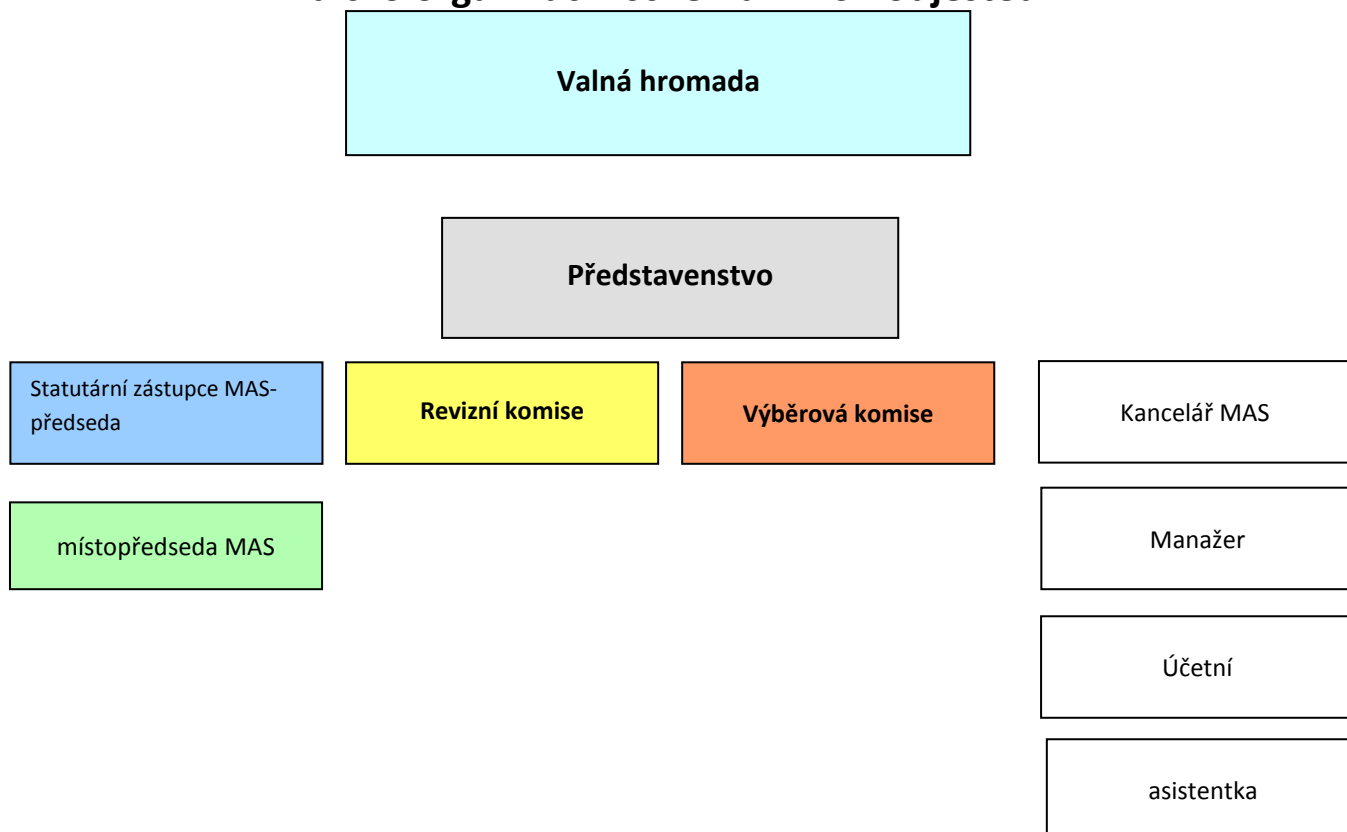 Valná hromada
Představenstvo
Statutární zástupce MAS-
předseda
Revizní komise
Výběrová komise
Kancelář MAS
místopředseda MAS
Manažer
Účetní
asistentka